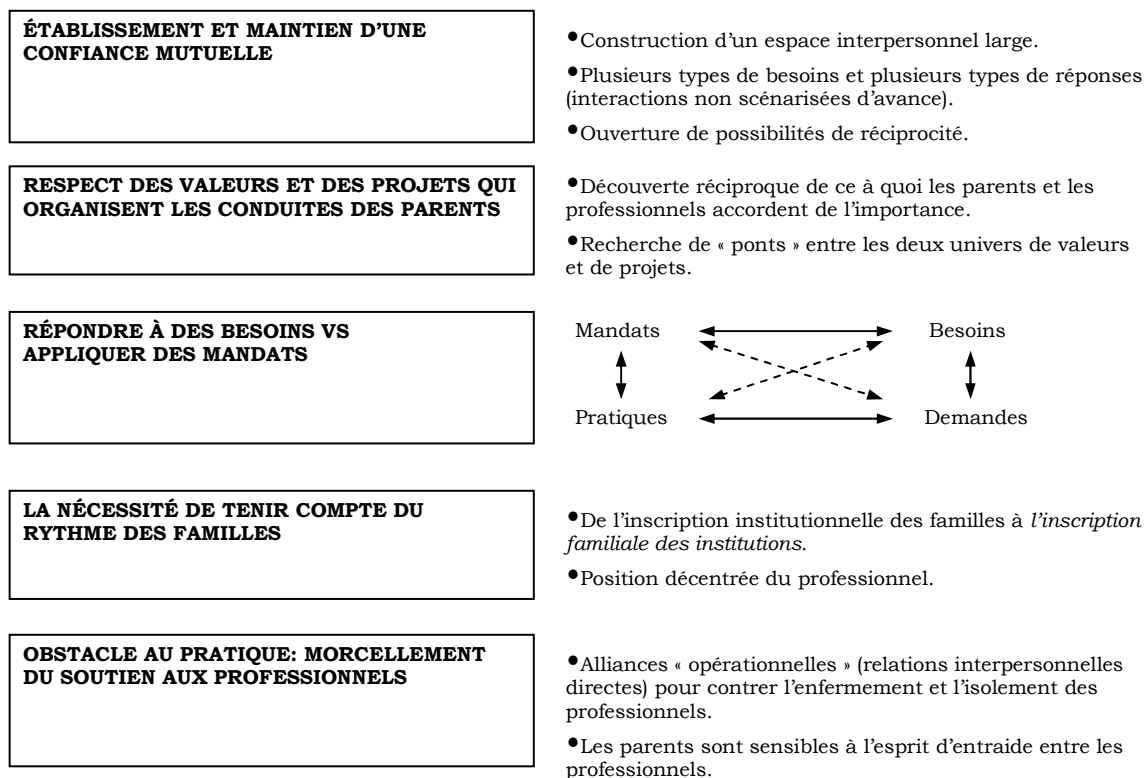 ÉTABLISSEMENT ET MAINTIEN D'UNE
CONFIANCE MUTUELLE
•Construction d'un espace interpersonnel large.
•Plusieurs types de besoins et plusieurs types de réponses
(interactions non scénarisées d'avance).
•Ouverture de possibilités de réciprocité.
RESPECT DES VALEURS ET DES PROJETS QUI
ORGANISENT LES CONDUITES DES PARENTS
•Découverte réciproque de ce à quoi les parents et les
professionnels accordent de l'importance.
•Recherche de « ponts » entre les deux univers de valeurs
et de projets.
RÉPONDRE À DES BESOINS VS
APPLIQUER DES MANDATS
Mandats Besoins
Pratiques Demandes
LA NÉCESSITÉ DE TENIR COMPTE DU
RYTHME DES FAMILLES
•De l'inscription institutionnelle des familles à l'inscription
familiale des institutions.
•Position décentrée du professionnel.
OBSTACLE AU PRATIQUE: MORCELLEMENT
DU SOUTIEN AUX PROFESSIONNELS
•Alliances « opérationnelles » (relations interpersonnelles
directes) pour contrer l'enfermement et l'isolement des
professionnels.
•Les parents sont sensibles à l'esprit d'entraide entre les
professionnels.